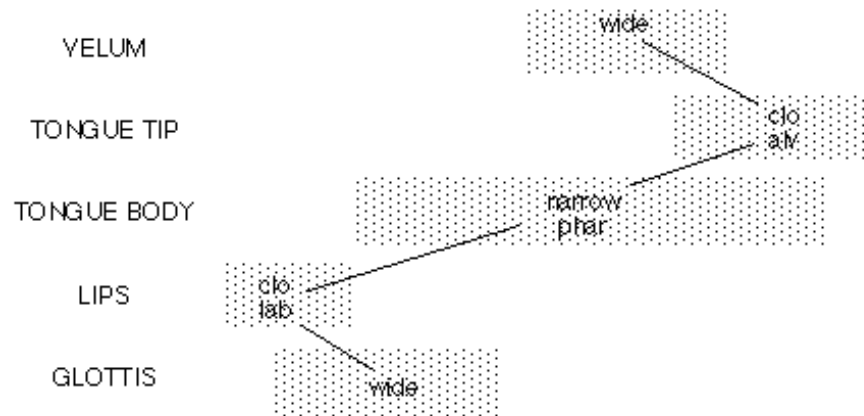 VELUM
wide
TONGUE TIP
clo
alv
TONGUE BODY
narrow
phar
LIPS
clo
lab
GLOTTIS
wide